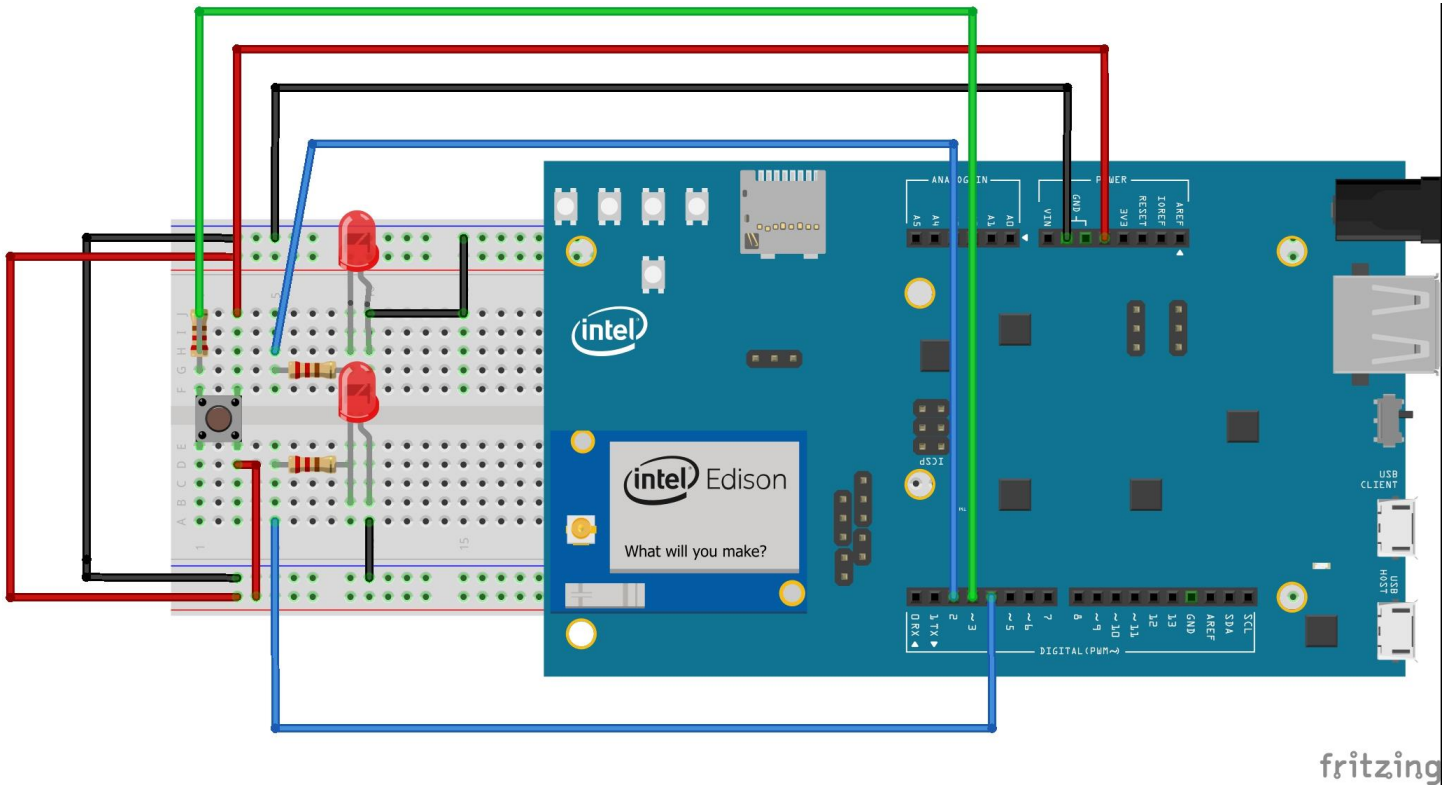 ANALOG IN
A5
A4
A1
A0
POWER
VIN
GND
3V3
RESET
IOREF
AREF
intel
J
I
H
G
F
E
D
C
B
A
1
5
15
intel Edison
What will you make?
ICSP
USB
CLIENT
USB
HOST
0 RX
1 TX
2
~3
~5
~6
7
8
~9
~10
~11
12
13
GND
AREF
SDA
SCL
DIGITAL (PWM~)
fritzing